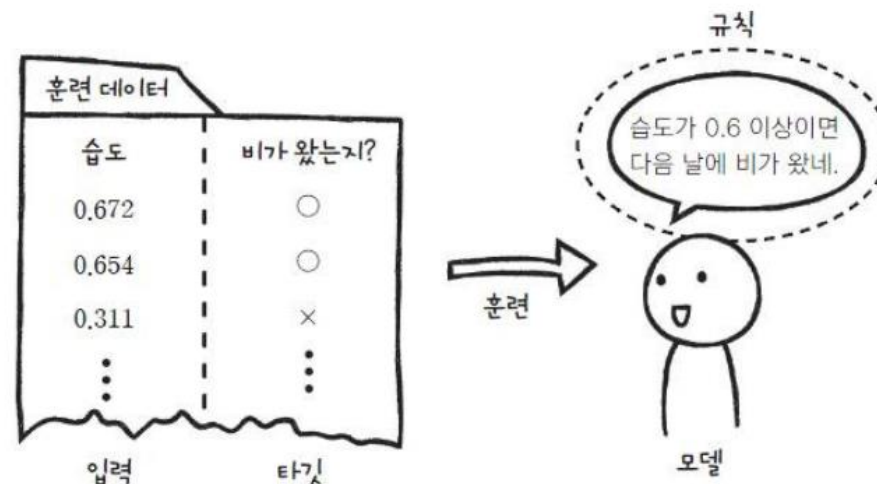 훈련 데이터
습도 비가 왔는지?
0.672 ○
0.654 ○
0.311 ×
입력 타깃
훈련
규칙
습도가 0.6 이상이면
다음 날에 비가 왔네.
모델